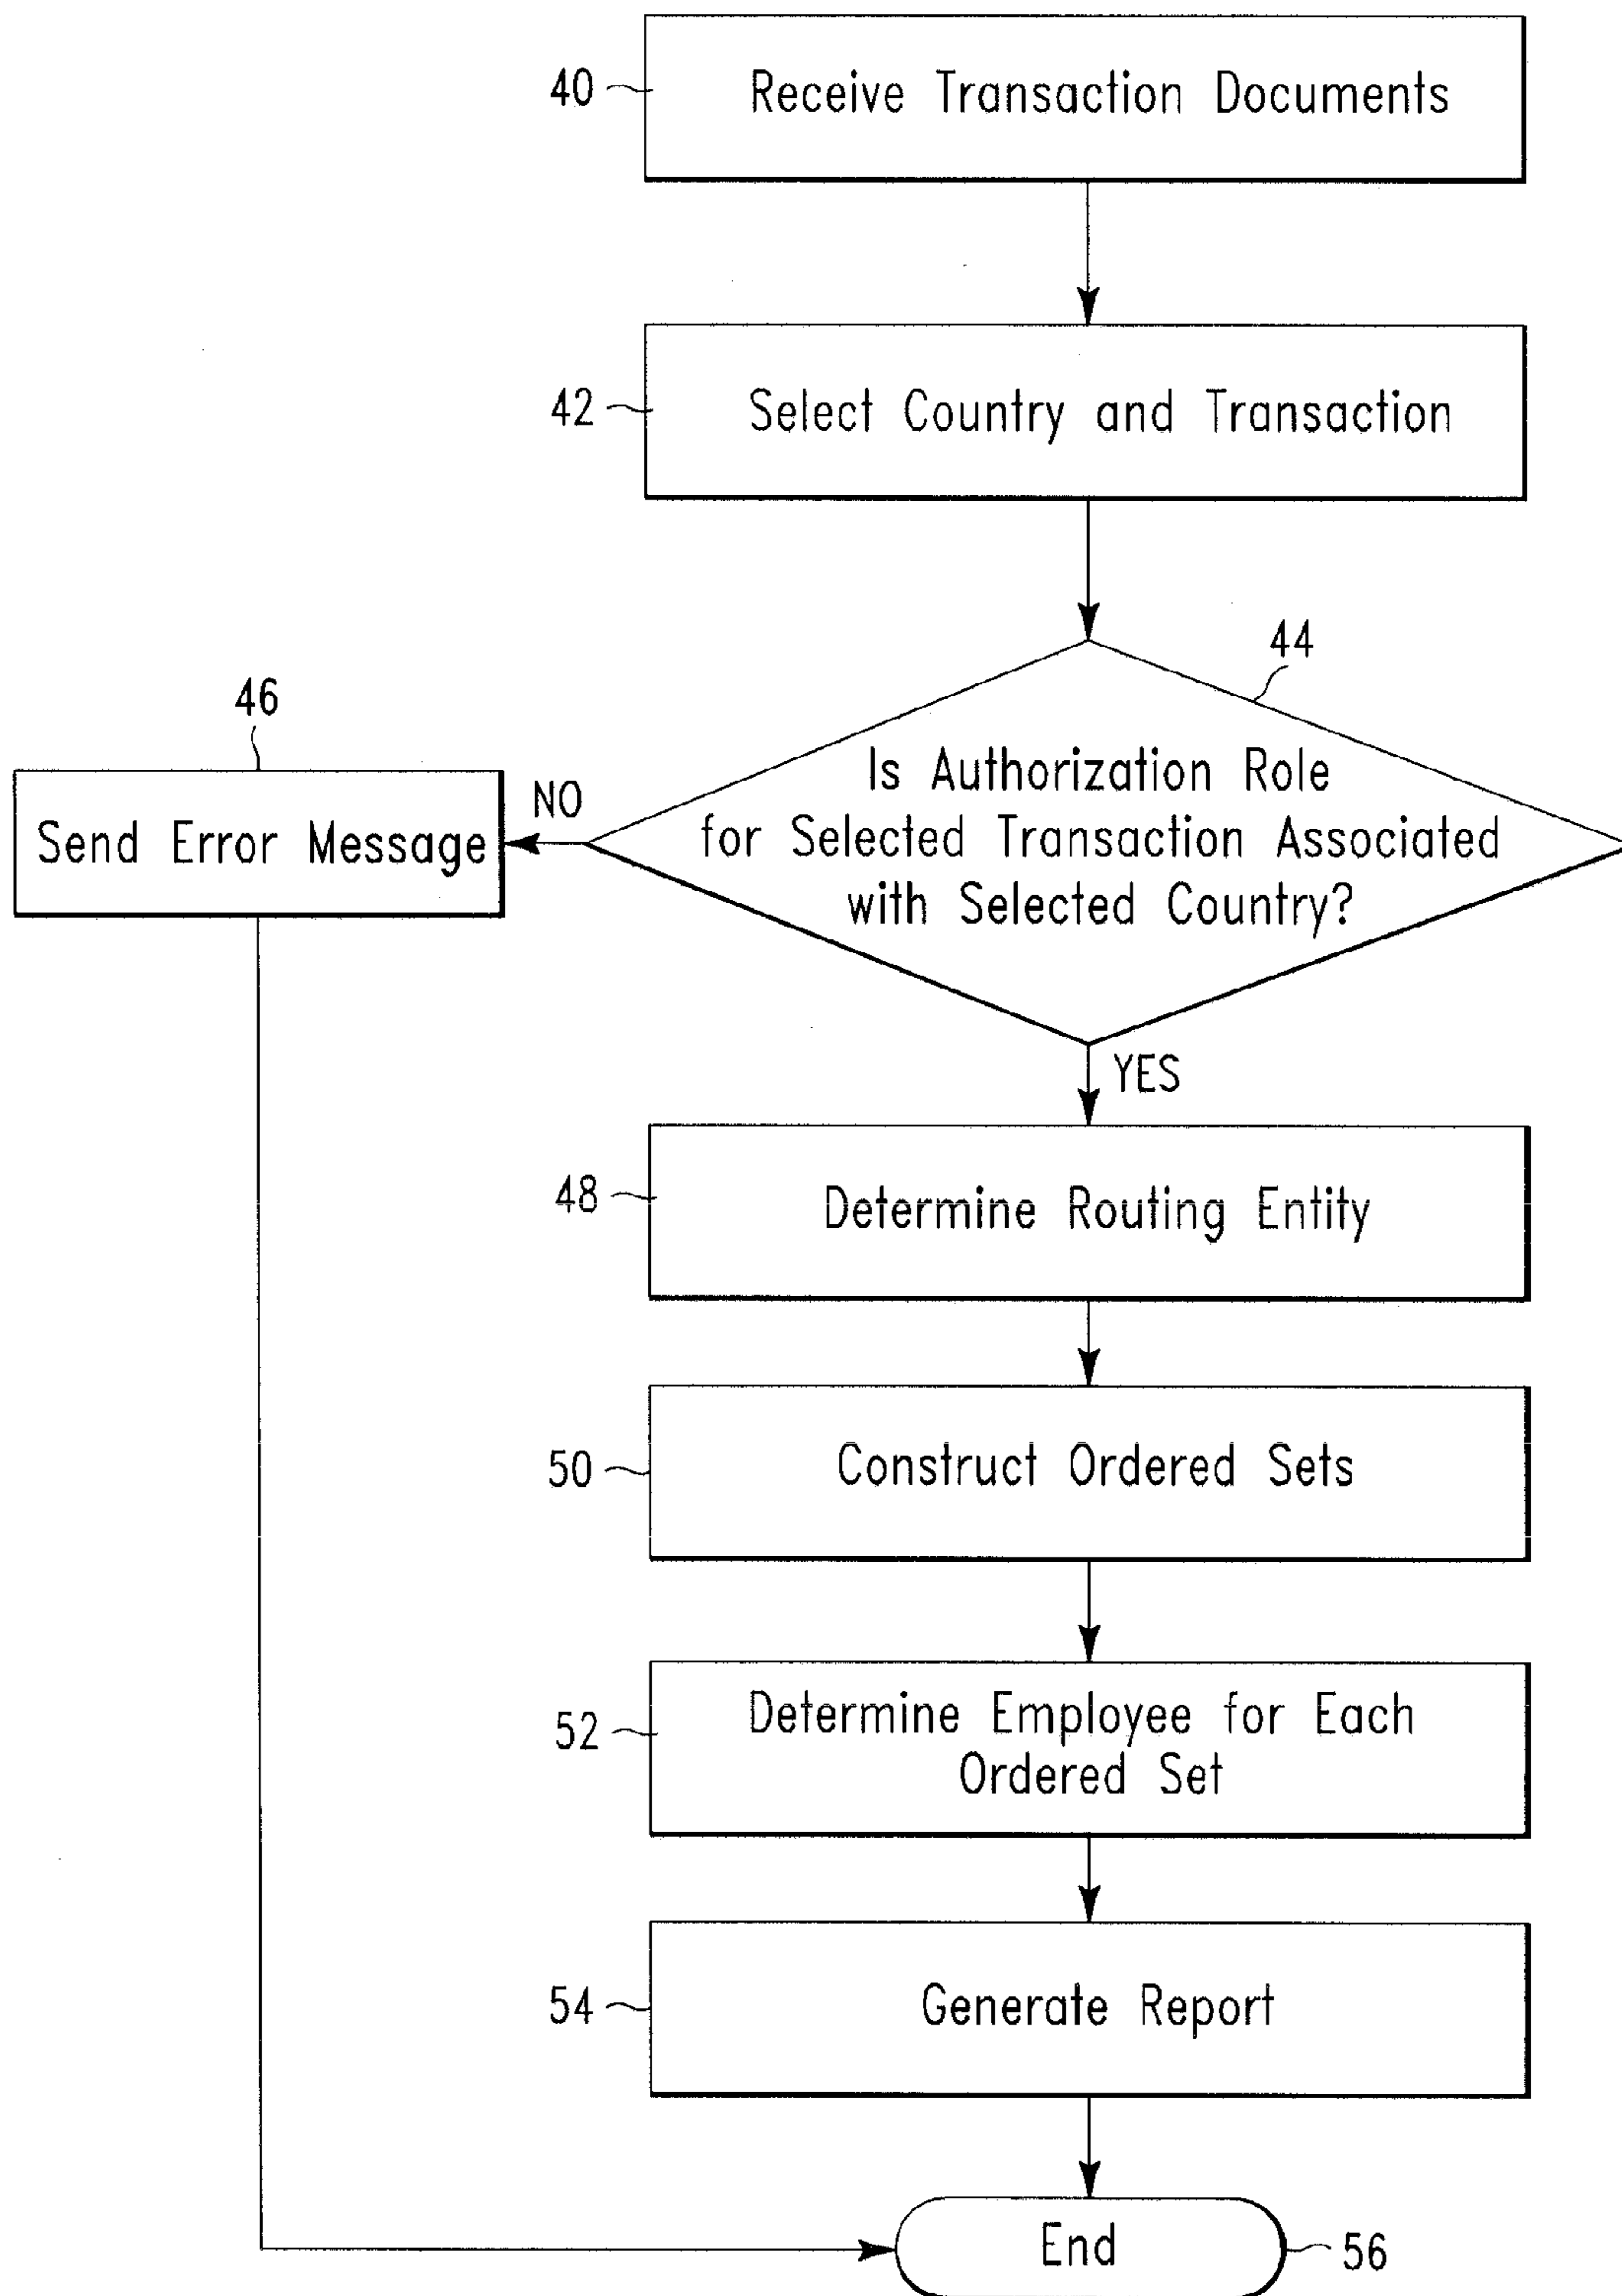 40
Receive Transaction Documents
42
Select Country and Transaction
44
46
Is Authorization Role
for Selected Transaction Associated
with Selected Country?
NO
Send Error Message
YES
48
Determine Routing Entity
50
Construct Ordered Sets
52
Determine Employee for Each
Ordered Set
54
Generate Report
End
56